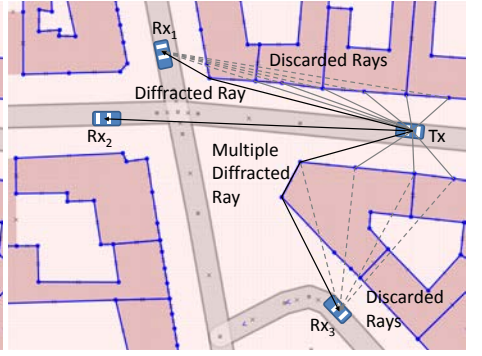 Rx1
Discarded Rays
Diffracted Ray
Rx2
Tx
Multiple
Diffracted
Ray
Discarded
Rays
Rx3